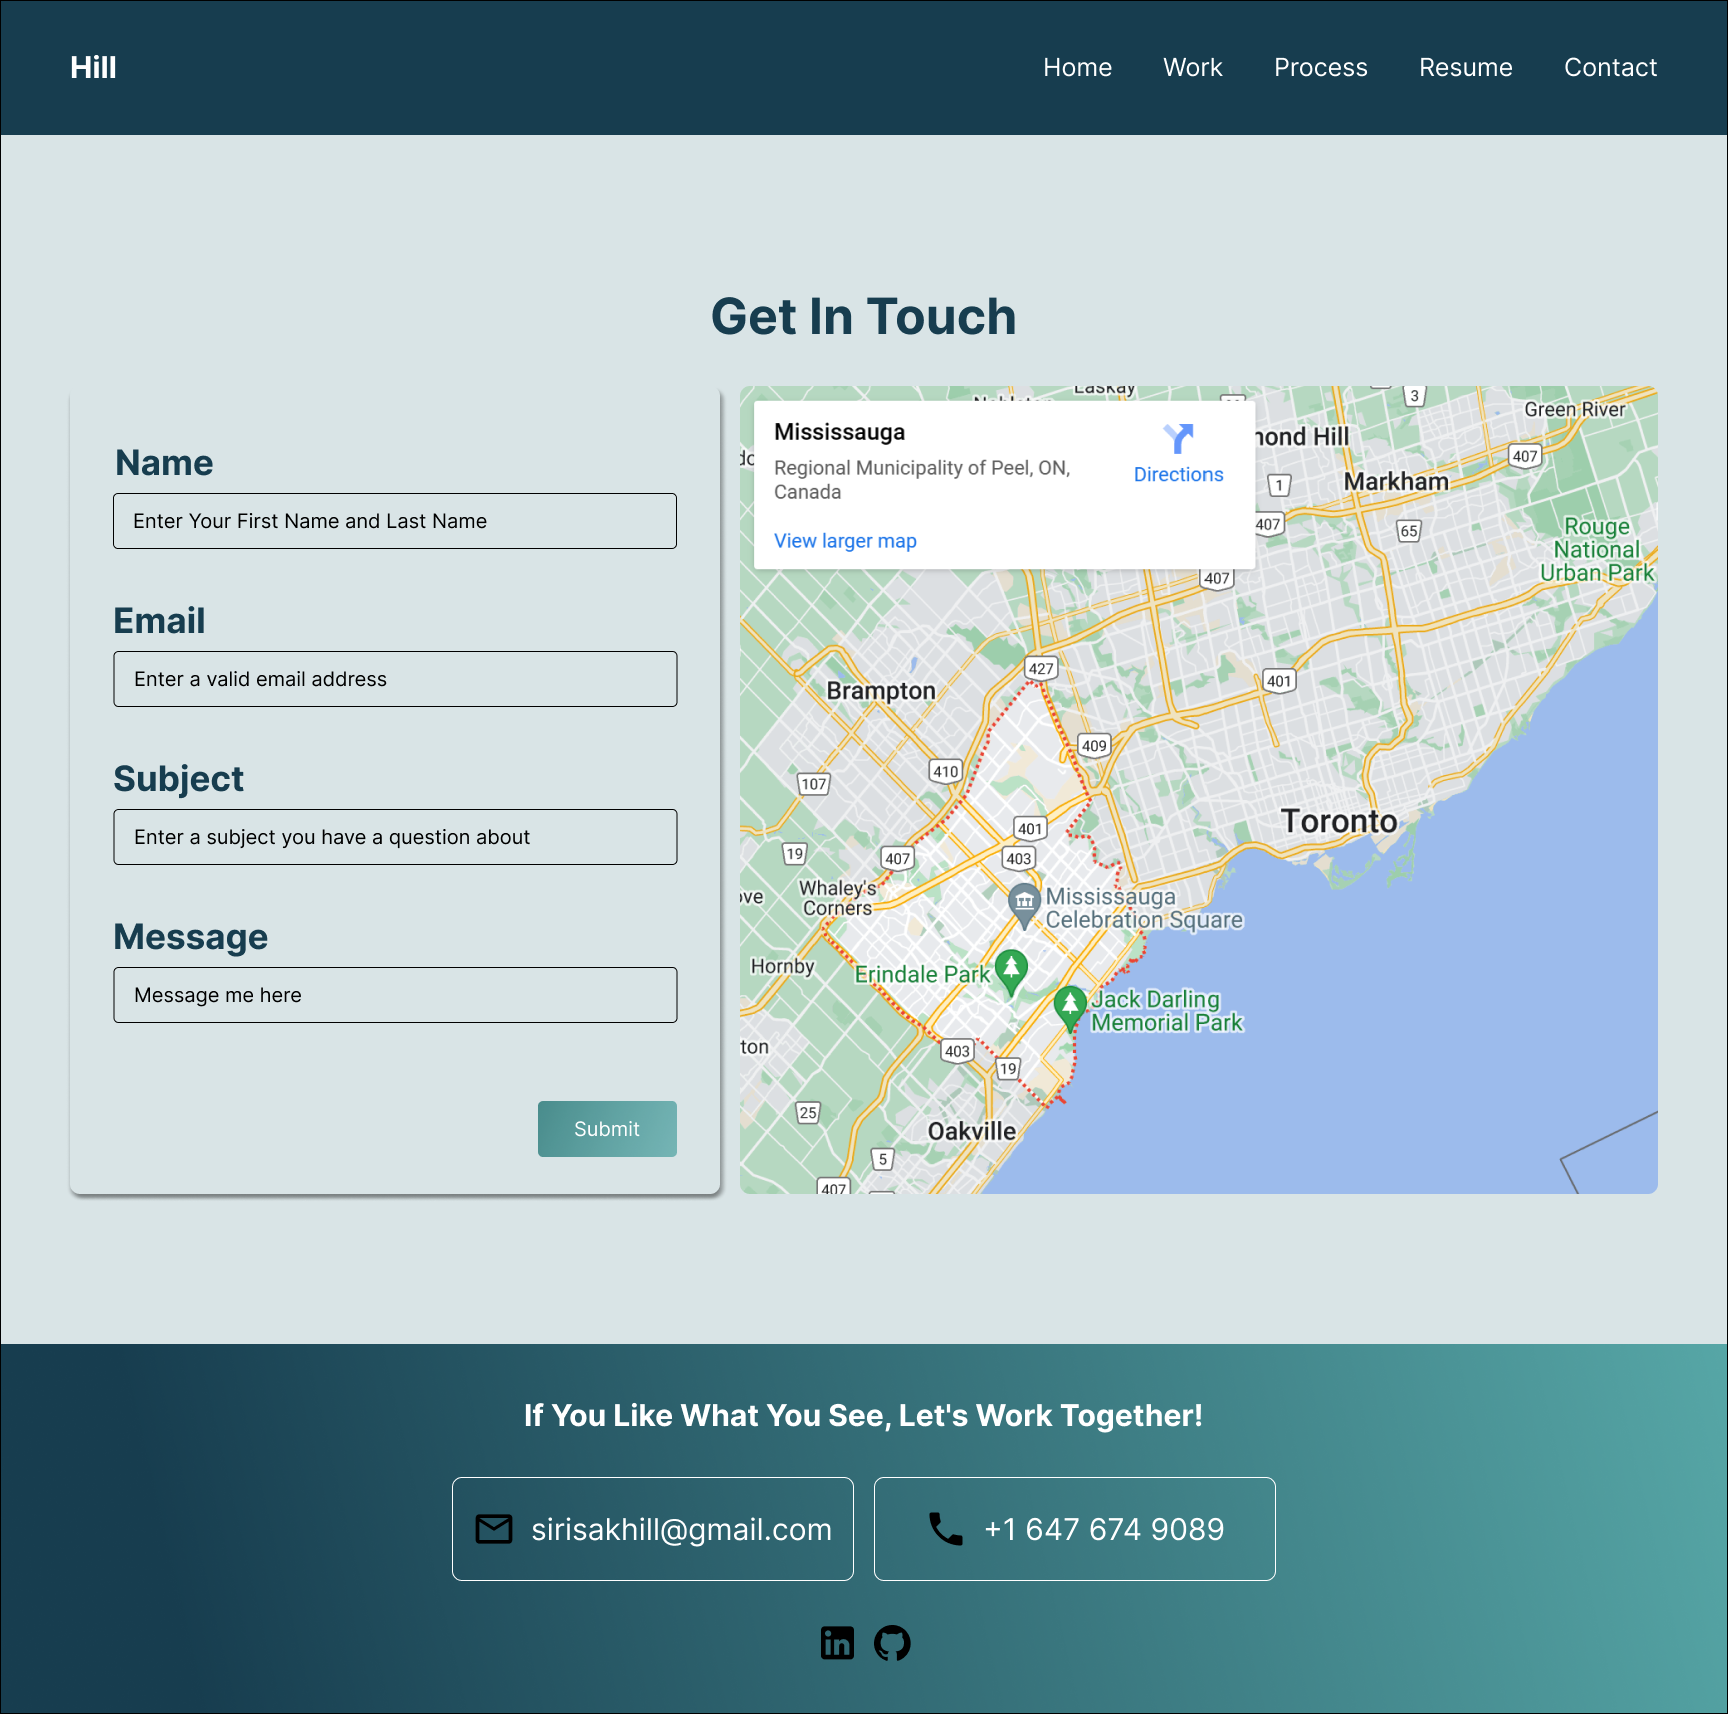 Hill
Home Work Process Resume Contact
Get In Touch
Name
Enter Your First Name and Last Name
Email
Enter a valid email address
Subject
Enter a subject you have a question about
Message
Message me here
Submit
Laskay
3
Green River
Mississauga
Regional Municipality of Peel, ON,
Canada
Directions
View larger map
mond Hill
407
1
Markham
407
65
Rouge
National
Urban Park
407
427
401
Brampton
409
410
107
Toronto
401
19
407
403
Whaley's
Corners
ove
Mississauga
Celebration Square
Hornby
Erindale Park
Jack Darling
Memorial Park
ton
403
19
25
Oakville
5
407
If You Like What You See, Let's Work Together!
sirisakhill@gmail.com
+1 647 674 9089
in